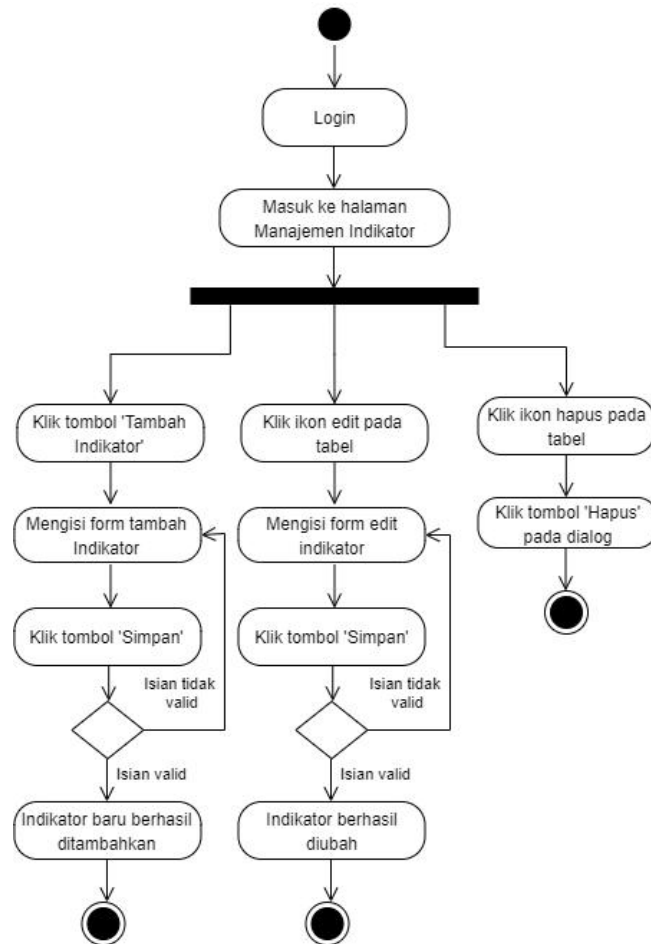 Login
Masuk ke halaman
Manajemen Indikator
Klik tombol 'Tambah
Indikator'
Mengisi form tambah
Indikator
Klik tombol 'Simpan'
Isian tidak
valid
Isian valid
Indikator baru berhasil
ditambahkan
Klik ikon edit pada
tabel
Mengisi form edit
indikator
Klik tombol 'Simpan'
Isian tidak
valid
Isian valid
Indikator berhasil
diubah
Klik ikon hapus pada
tabel
Klik tombol 'Hapus'
pada dialog